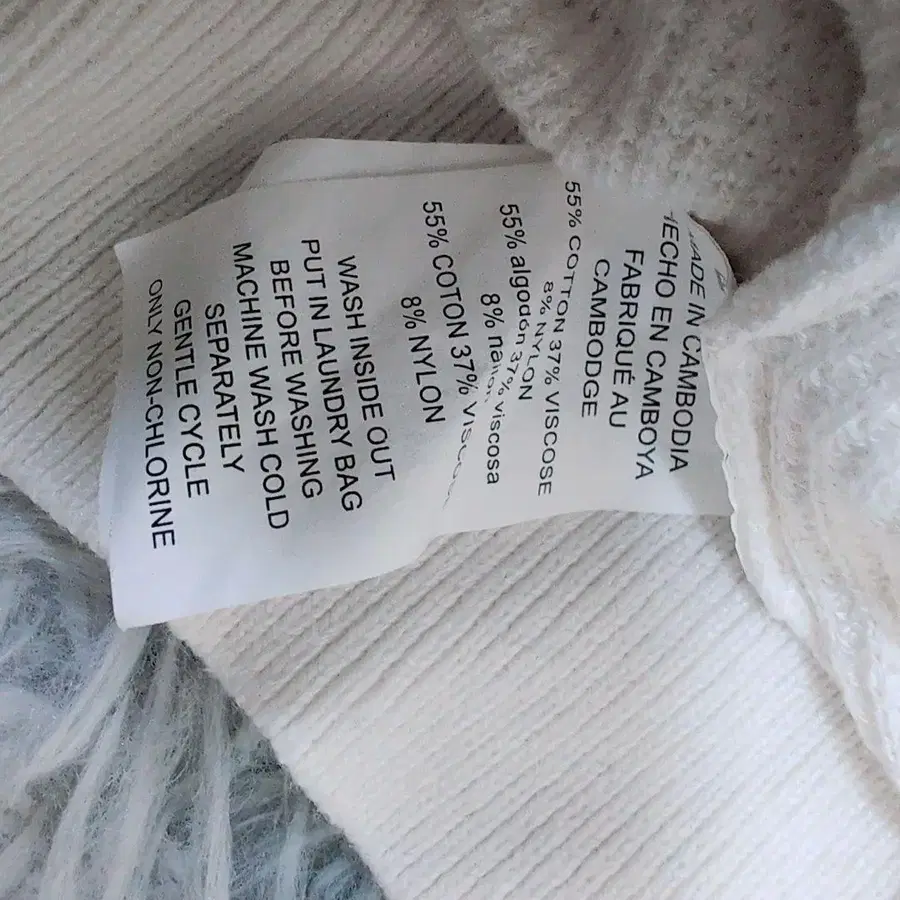 MADE IN CAMBODIA
HECHO EN CAMBOYA
FABRIQUÉ AU
CAMBODGE
55% COTTON 37% VISCOSE
8% NYLON
55% algodón 37% viscosa
8% nailon
55% COTON 37%
8% NYLON
WASH INSIDE OUT
PUT IN LAUNDRY BAG
BEFORE WASHING
MACHINE WASH COLD
SEPARATELY
GENTLE CYCLE
ONLY NON-CHLORINE